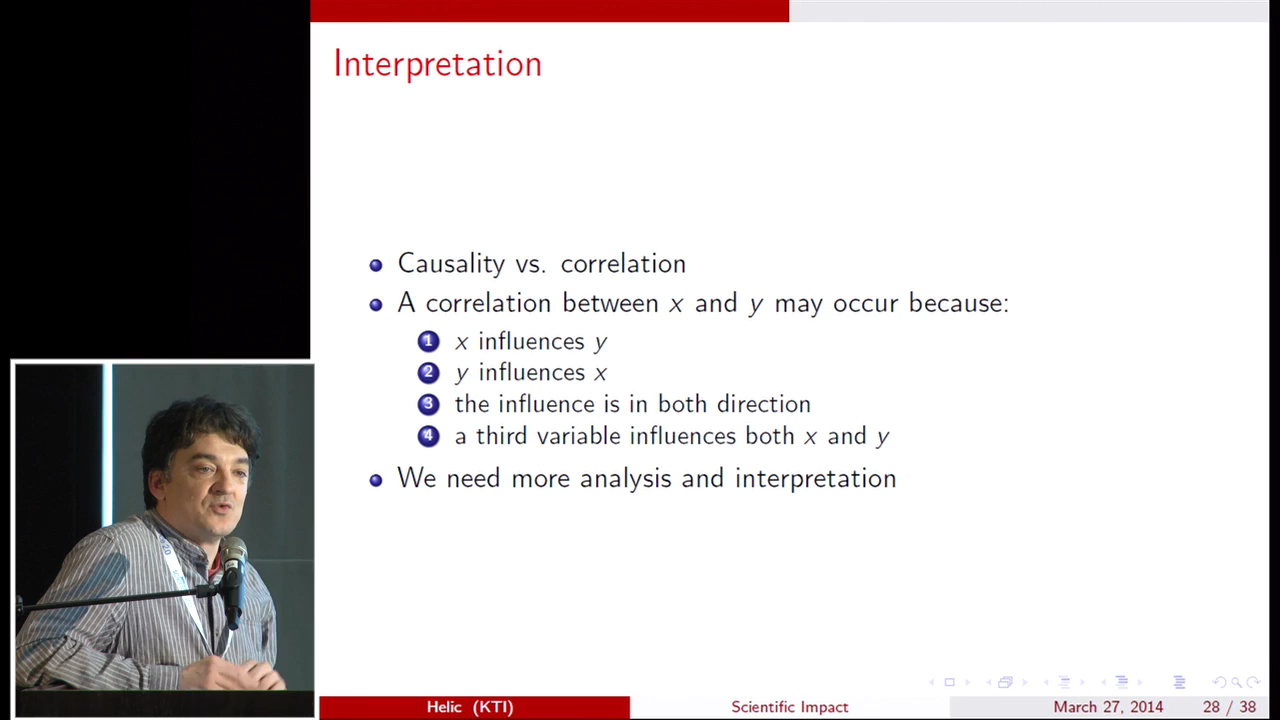 Interpretation
Causality vs. correlation
A correlation between x and y may occur because:
1 x influences y
2 y influences x
3 the influence is in both direction
4 a third variable influences both x and y
We need more analysis and interpretation
Helic (KTI) Scientific Impact March 27, 2014 28 / 38